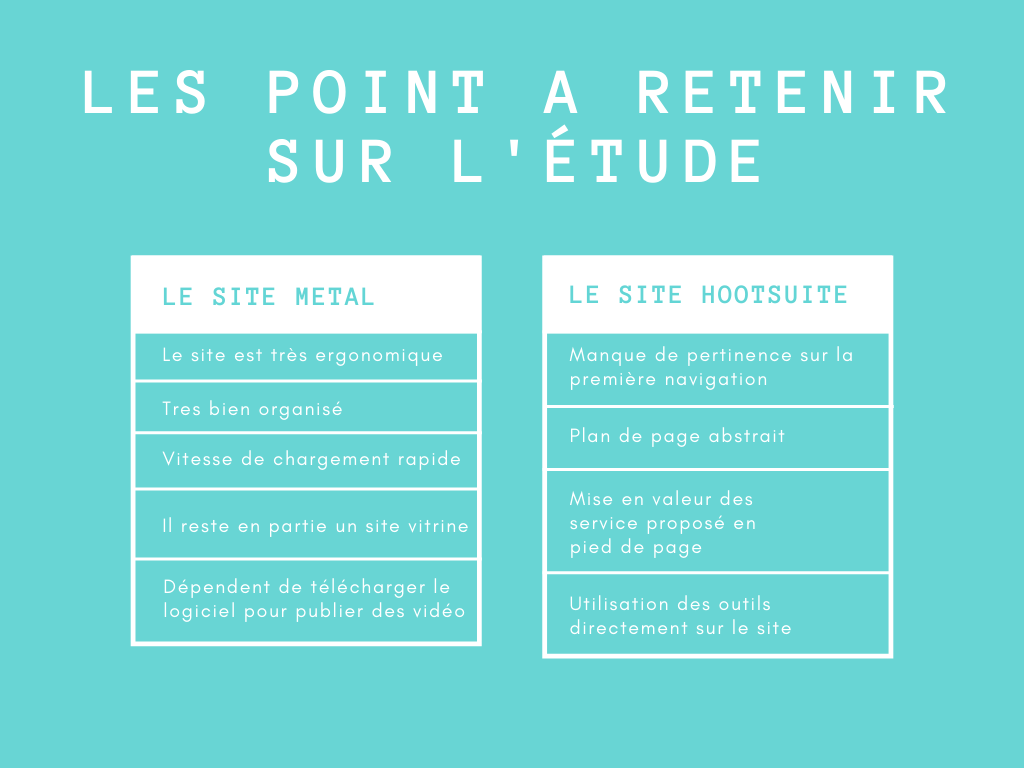 LES POINT A RETENIR
SUR L'ÉTUDE
LE SITE METAL
Le site est très ergonomique
Tres bien organisé
Vitesse de chargement rapide
Il reste en partie un site vitrine
Dépendent de télécharger le
logiciel pour publier des vidéo
LE SITE HOOTSUITE
Manque de pertinence sur la
première navigation
Plan de page abstrait
Mise en valeur des
service proposé en
pied de page
Utilisation des outils
directement sur le site